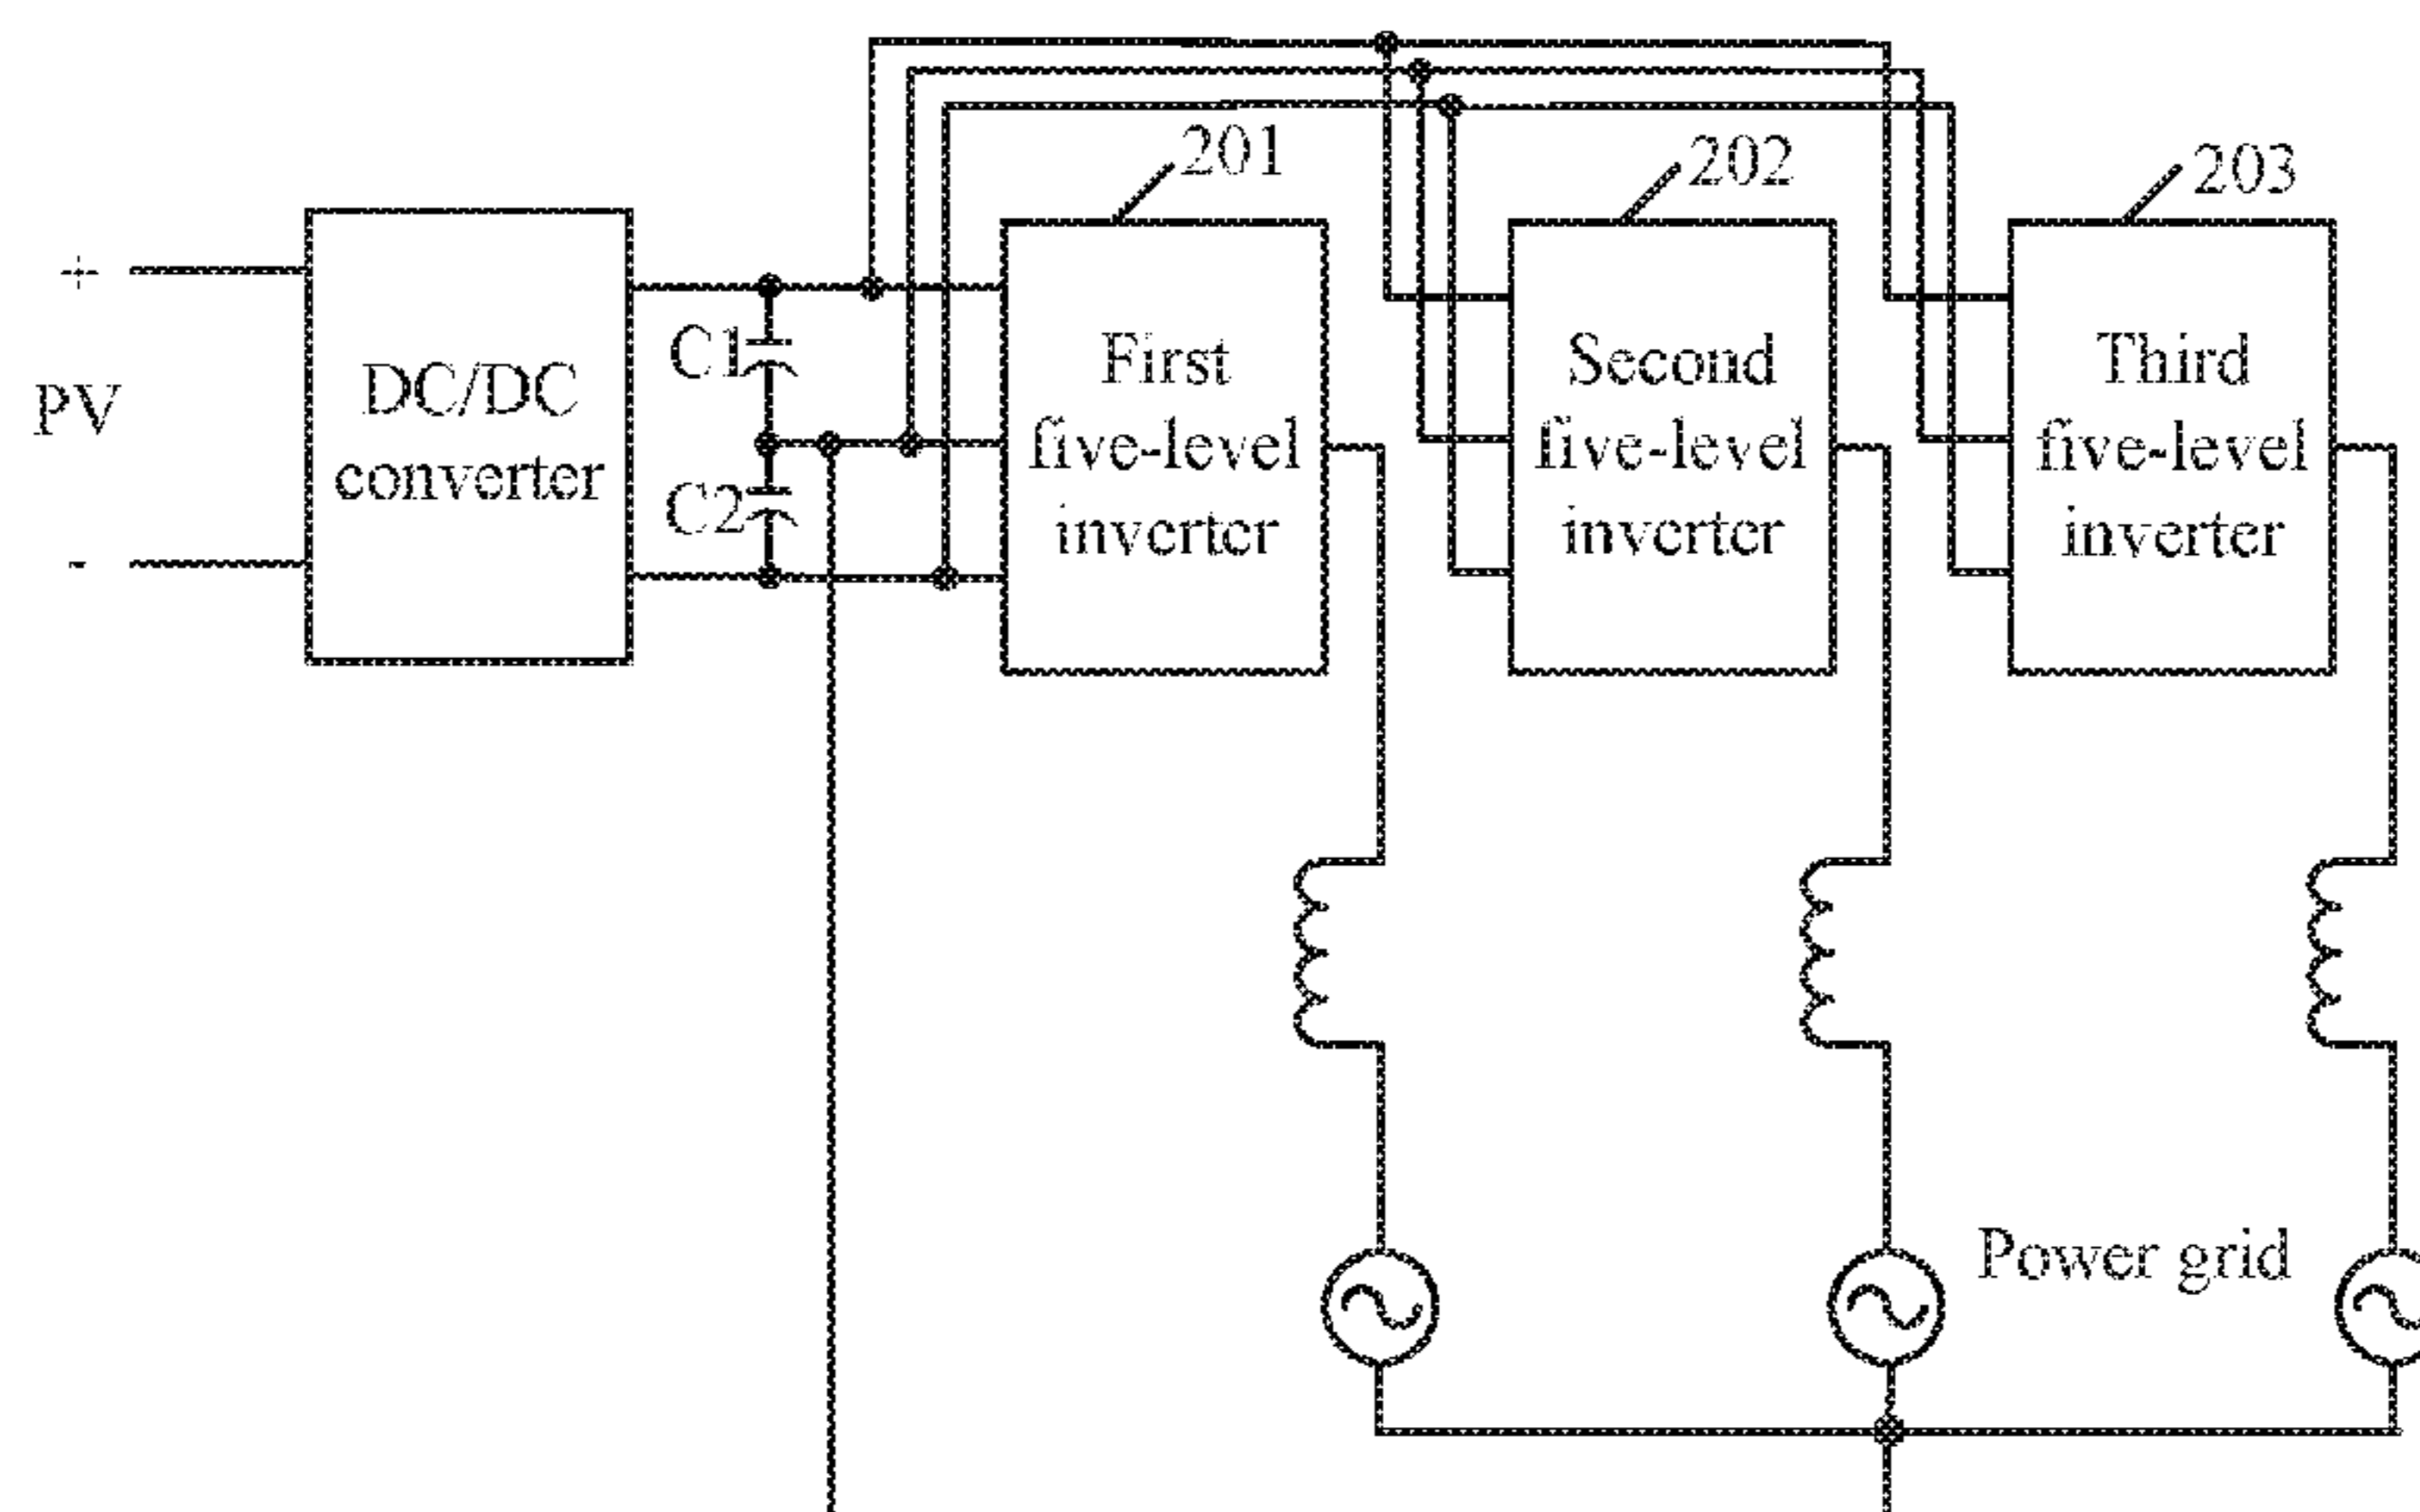 201
202
203
+
PV
-
DC/DC
converter
C1
C2
First
five-level
inverter
Second
five-level
inverter
Third
five-level
inverter
Power grid